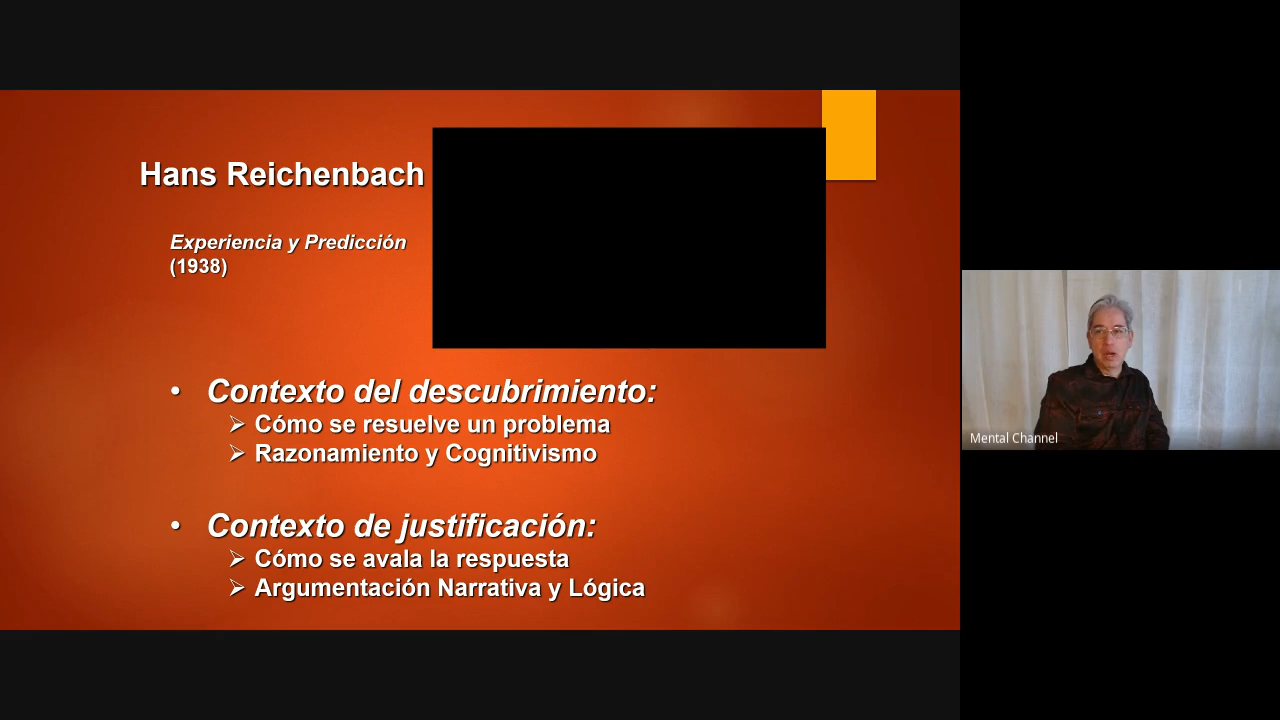 Hans Reichenbach
Experiencia y Predicción
(1938)
• Contexto del descubrimiento:
➢ Cómo se resuelve un problema
➢ Razonamiento y Cognitivismo
• Contexto de justificación:
➢ Cómo se avala la respuesta
➢ Argumentación Narrativa y Lógica
Mental Channel